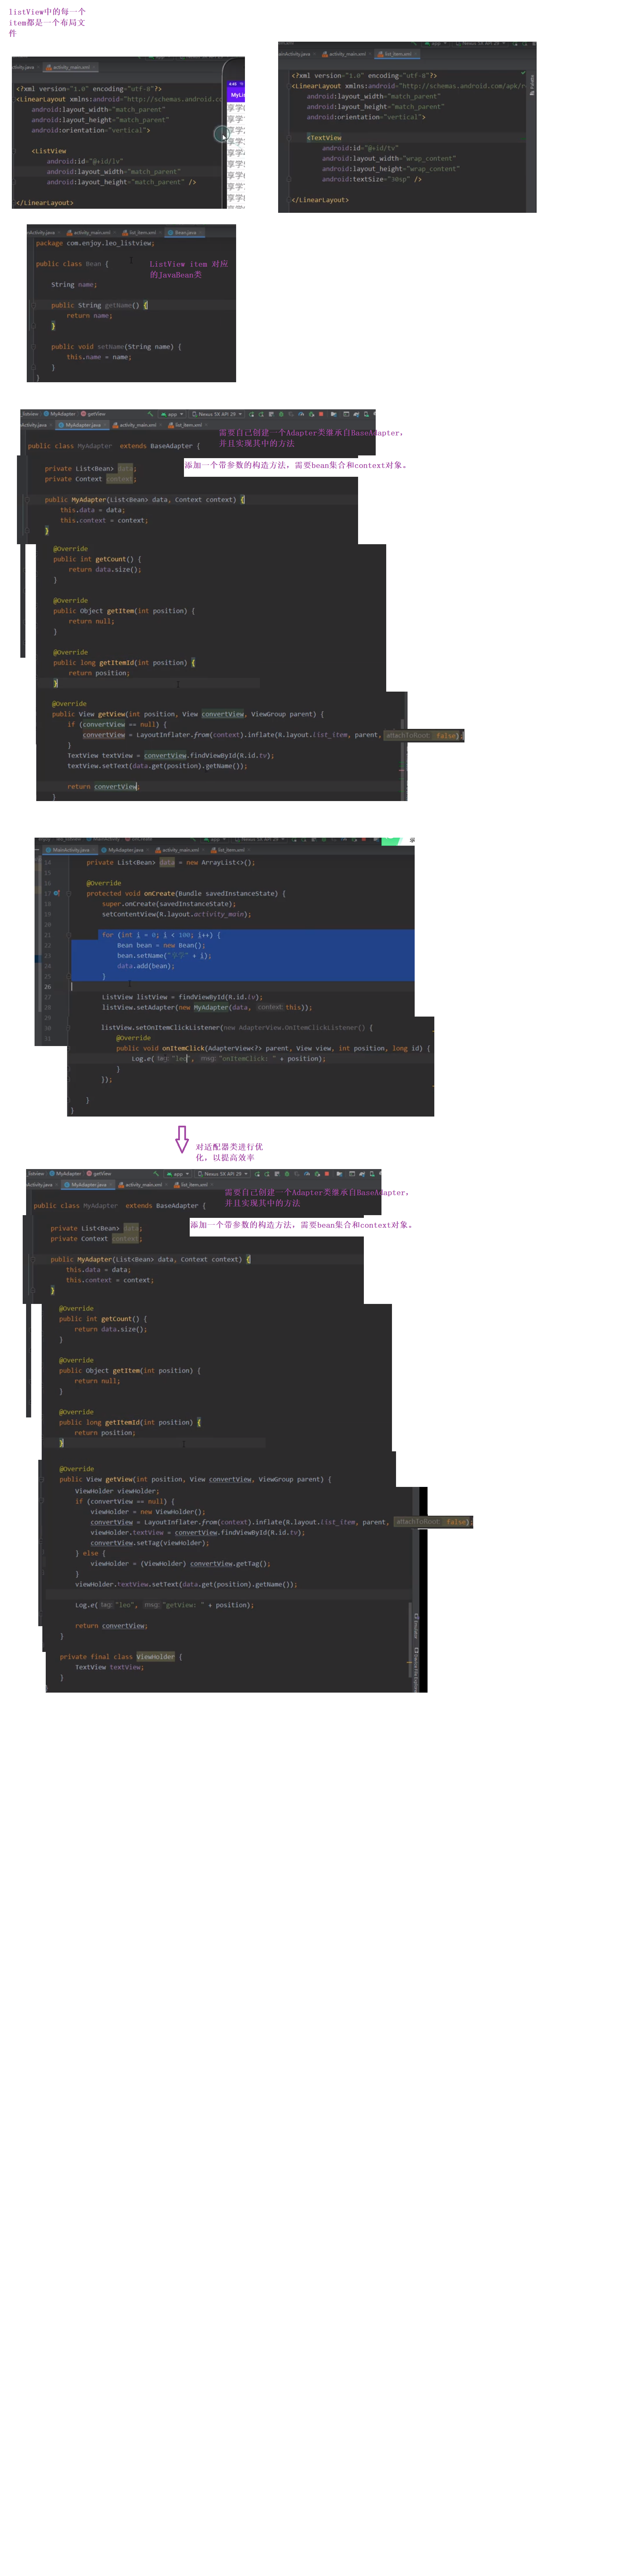 listView中的每一个
item都是一个布局文
件
activity_main.xml
<?xml version="1.0" encoding="utf-8"?>
<LinearLayout xmlns:android="http://schemas.android.co
android:layout_width="match_parent"
android:layout_height="match_parent"
android:orientation="vertical">
<ListView
android:id="@+id/lv"
android:layout_width="match_parent"
android:layout_height="match_parent" />
</LinearLayout>
activity_main.xml list_item.xml
<?xml version="1.0" encoding="utf-8"?>
<LinearLayout xmlns:android="http://schemas.android.com/apk/r
android:layout_width="match_parent"
android:layout_height="match_parent"
android:orientation="vertical">
<TextView
android:id="@+id/tv"
android:layout_width="wrap_content"
android:layout_height="wrap_content"
android:textSize="30sp" />
</LinearLayout>
activity_main.xml list_item.xml Bean.java
package com.enjoy.leo_listview;
public class Bean {
ListView item 对应
的JavaBean类
String name;
public String getName() {
return name;
}
public void setName(String name) {
this.name = name;
}
}
listview MyAdapter getView app Nexus 5X API 29
MyAdapter.java activity_main.xml list_item.xml
需要自己创建一个Adapter类继承自BaseAdapter,
并且实现其中的方法
public class MyAdapter extends BaseAdapter {
添加一个带参数的构造方法，需要bean集合和context对象。
private List<Bean> data;
private Context context;
public MyAdapter(List<Bean> data, Context context) {
this.data = data;
this.context = context;
}
@Override
public int getCount() {
return data.size();
}
@Override
public Object getItem(int position) {
return null;
}
@Override
public long getItemId(int position) {
return position;
}
@Override
public View getView(int position, View convertView, ViewGroup parent) {
if (convertView == null) {
convertView = LayoutInflater.from(context).inflate(R.layout.list_item, parent, attachToRoot: false);
}
TextView textView = convertView.findViewById(R.id.tv);
textView.setText(data.get(position).getName());
return convertView;
}
MainActivity.java MyAdapter.java activity_main.xml list_item.xml
14 private List<Bean> data = new ArrayList<>();
15
16 @Override
17 protected void onCreate(Bundle savedInstanceState) {
18 super.onCreate(savedInstanceState);
19 setContentView(R.layout.activity_main);
20
21 for (int i = 0; i < 100; i++) {
22 Bean bean = new Bean();
23 bean.setName("享学" + i);
24 data.add(bean);
25 }
26
27 ListView listView = findViewById(R.id.lv);
28 listView.setAdapter(new MyAdapter(data, context: this));
29
30 listView.setOnItemClickListener(new AdapterView.OnItemClickListener() {
31 @Override
public void onItemClick(AdapterView<?> parent, View view, int position, long id) {
Log.e( tag: "leo", msg: "onItemClick: " + position);
}
});
}
}
对适配器类进行优
化，以提高效率
listview MyAdapter getView app Nexus 5X API 29
MyAdapter.java activity_main.xml list_item.xml
需要自己创建一个Adapter类继承自BaseAdapter,
并且实现其中的方法
public class MyAdapter extends BaseAdapter {
添加一个带参数的构造方法，需要bean集合和context对象。
private List<Bean> data;
private Context context;
public MyAdapter(List<Bean> data, Context context) {
this.data = data;
this.context = context;
}
@Override
public int getCount() {
return data.size();
}
@Override
public Object getItem(int position) {
return null;
}
@Override
public long getItemId(int position) {
return position;
}
@Override
public View getView(int position, View convertView, ViewGroup parent) {
ViewHolder viewHolder;
if (convertView == null) {
viewHolder = new ViewHolder();
convertView = LayoutInflater.from(context).inflate(R.layout.list_item, parent, attachToRoot: false);
viewHolder.textView = convertView.findViewById(R.id.tv);
convertView.setTag(viewHolder);
} else {
viewHolder = (ViewHolder) convertView.getTag();
}
viewHolder.textView.setText(data.get(position).getName());
Log.e( tag: "leo", msg: "getView: " + position);
return convertView;
}
private final class ViewHolder {
TextView textView;
}